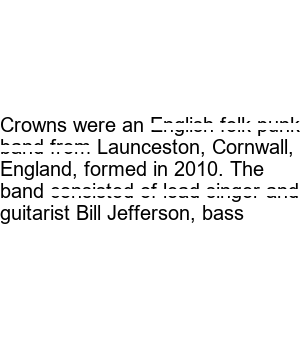 Crowns were an English folk punk
band from Launceston, Cornwall,
England, formed in 2010. The
band consisted of lead singer and
guitarist Bill Jefferson, bass